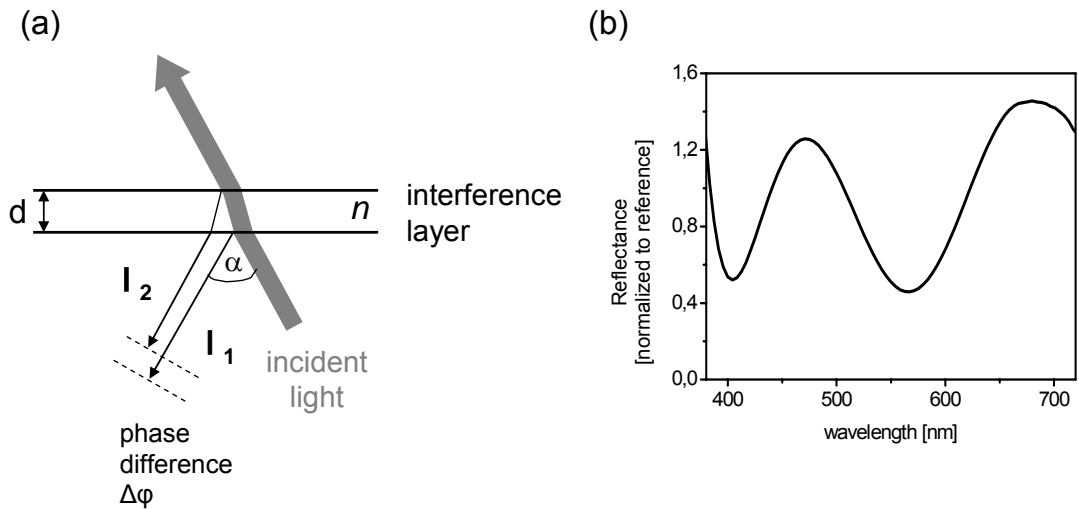 (a)
d
n
interference
layer
α
I 2
I 1
incident
light
phase
difference
Δφ
(b)
Reflectance
[normalized to reference]
1,6
1,2
0,8
0,4
0,0
400
500
600
700
wavelength [nm]